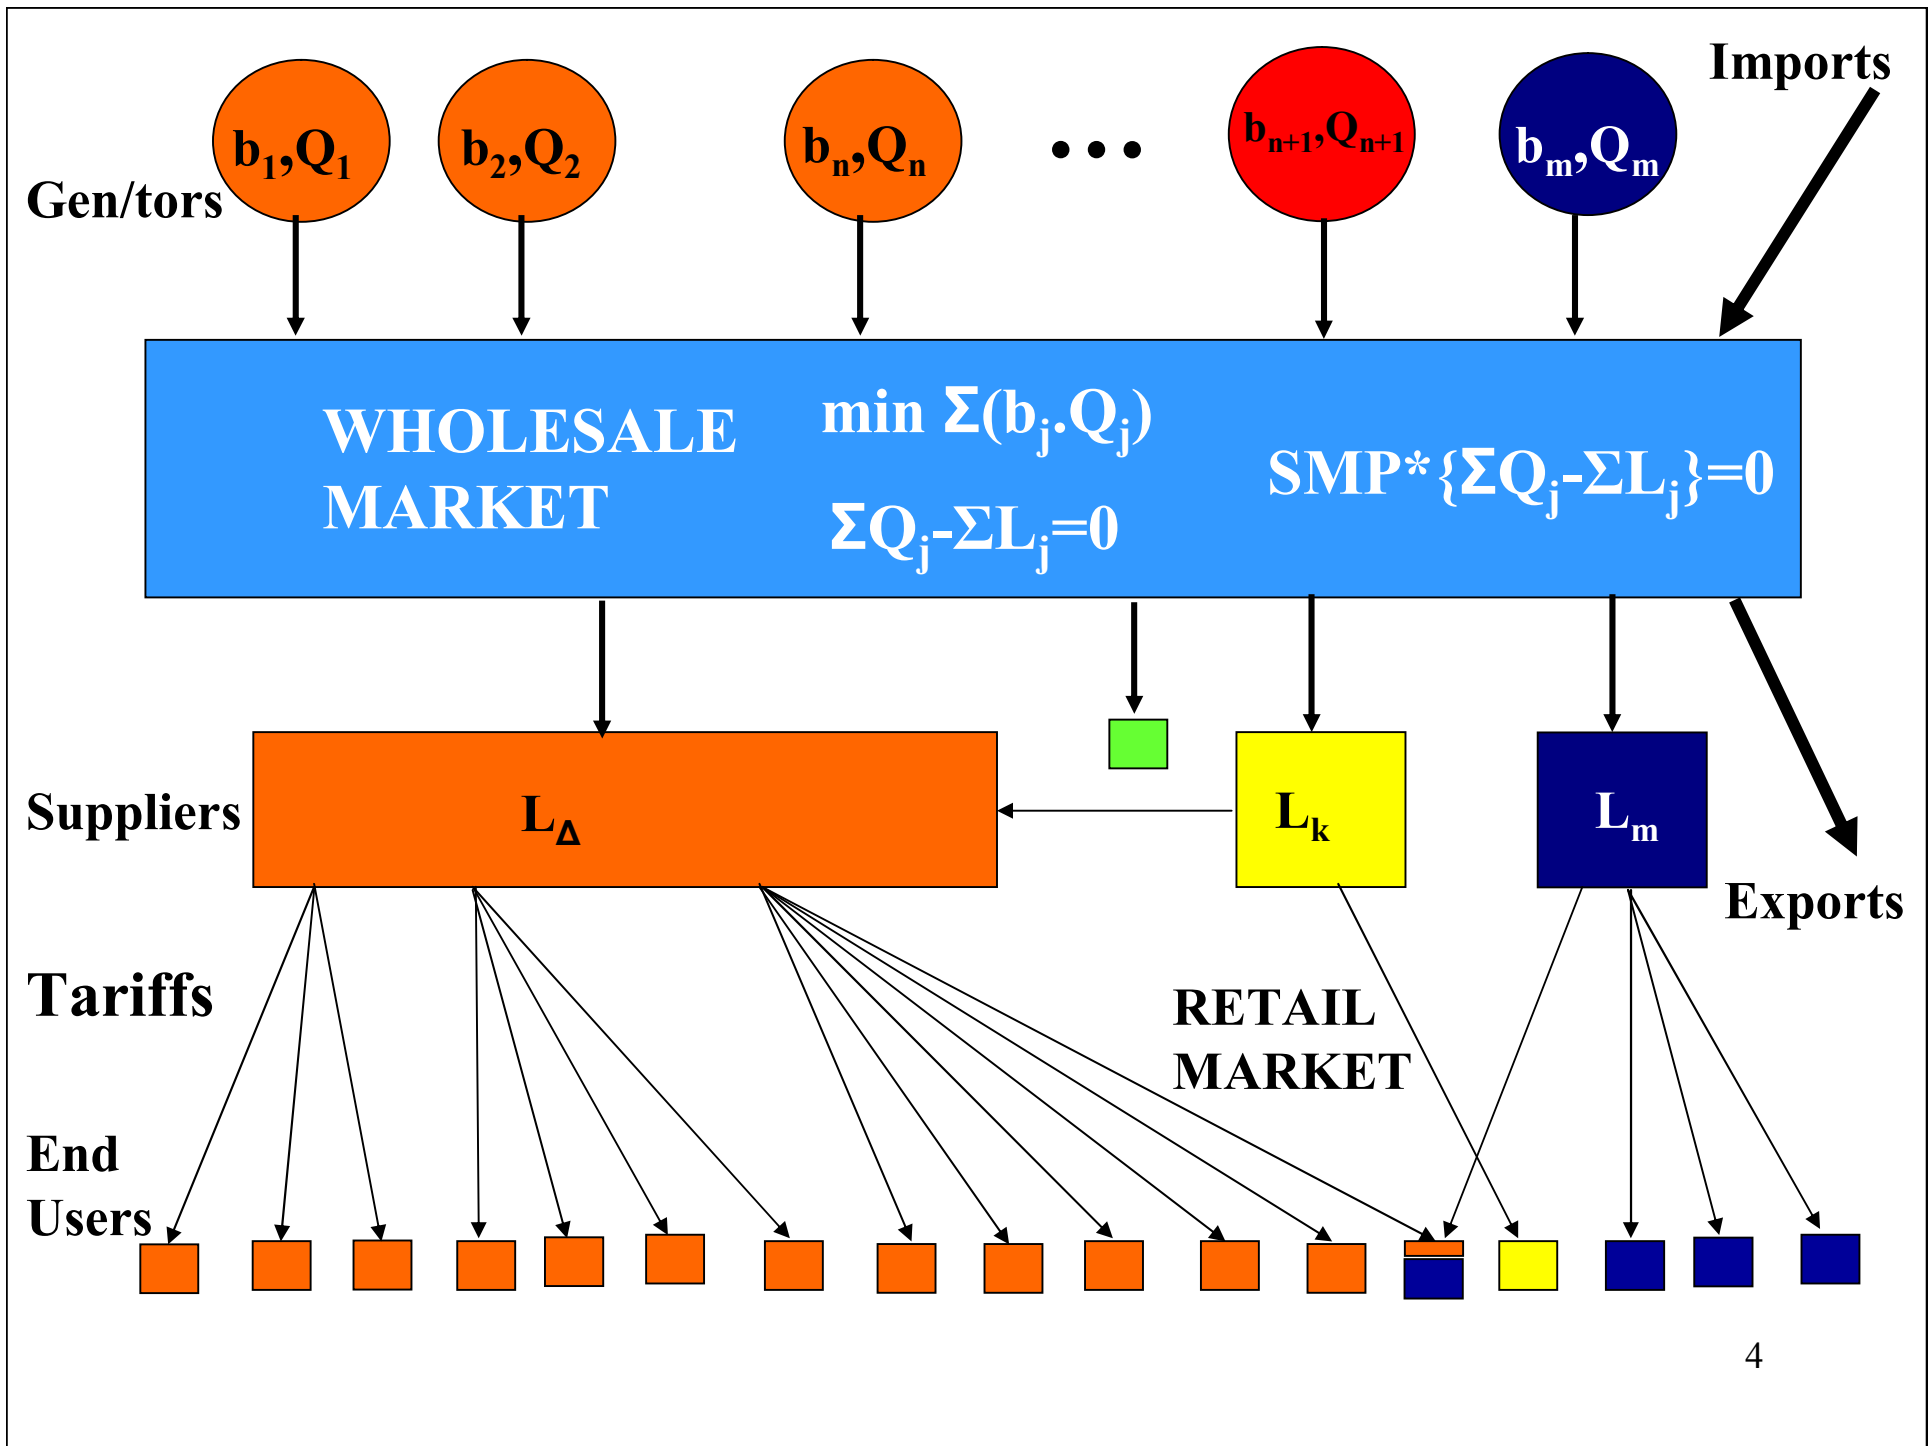 Imports
b1,Q1 b2,Q2 bn,Qn ... bn+1,Qn+1 bm,Qm
Gen/tors
WHOLESALE
MARKET
min Σ(bj.Qj)
ΣQj-ΣLj=0
SMP*{ΣQj-ΣLj}=0
Suppliers
LΔ
Lk
Lm
Exports
Tariffs
RETAIL
MARKET
End
Users
4